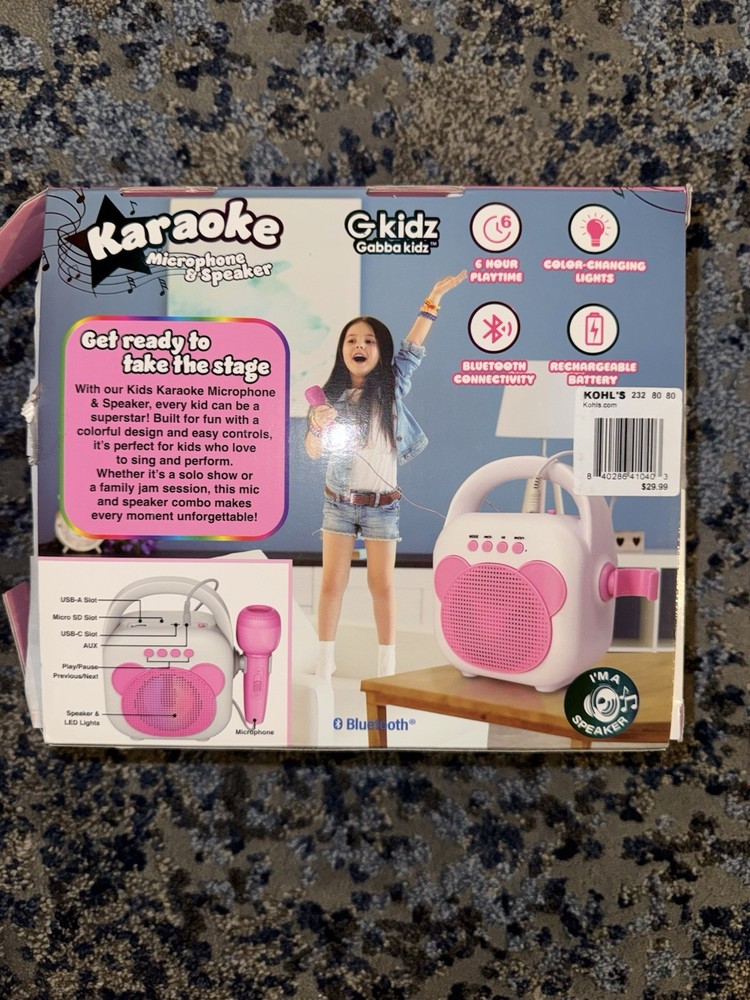 Karaoke
Microphone
& Speaker
G kidz
Gabba kidz™
6
6 HOUR
PLAYTIME
COLOR-CHANGING
LIGHTS
BLUETOOTH
CONNECTIVITY
RECHARGEABLE
BATTERY
Get ready to
take the stage
With our Kids Karaoke Microphone
& Speaker, every kid can be a
superstar! Built for fun with a
colorful design and easy controls,
it's perfect for kids who love
to sing and perform.
Whether it's a solo show or
a family jam session, this mic
and speaker combo makes
every moment unforgettable!
KOHL'S 232 80 80
Kohls.com
8 40286 41040 3
$29.99
USB-A Slot
Micro SD Slot
USB-C Slot
AUX
Play/Pause
Previous/Next
Speaker &
LED Lights
Microphone
Bluetooth®
I'M A
SPEAKER